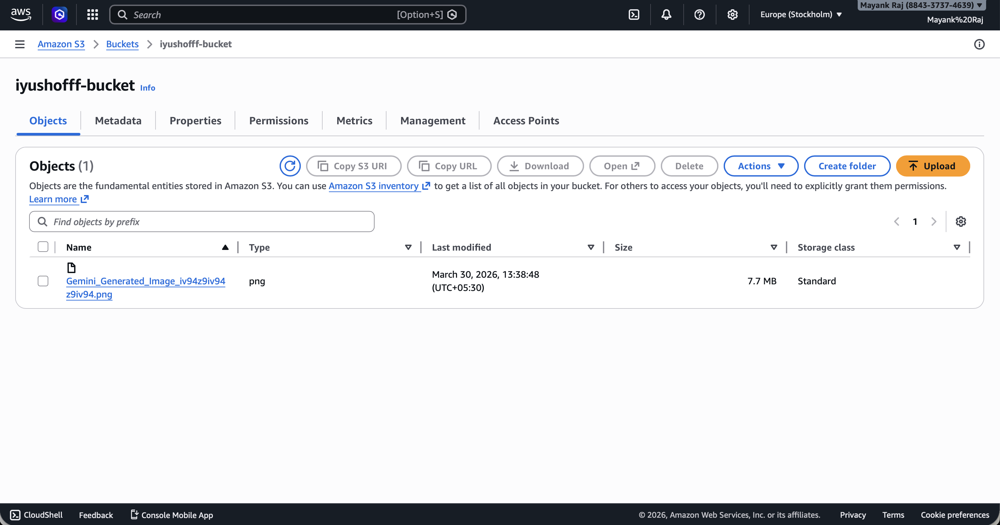 aws
Search [Option+S]
Europe (Stockholm)
Mayank Raj (8843-3737-4639)
Mayank%20Raj
Amazon S3 Buckets iyushofff-bucket
iyushofff-bucket Info
Objects Metadata Properties Permissions Metrics Management Access Points
Objects (1)
Copy S3 URI Copy URL Download Open Delete Actions Create folder Upload
Objects are the fundamental entities stored in Amazon S3. You can use Amazon S3 inventory to get a list of all objects in your bucket. For others to access your objects, you'll need to explicitly grant them permissions.
Learn more
Find objects by prefix
1
Name Type Last modified Size Storage class
Gemini_Generated_Image_iv94z9iv94
z9iv94.png
png
March 30, 2026, 13:38:48
(UTC+05:30)
7.7 MB
Standard
CloudShell Feedback Console Mobile App © 2026, Amazon Web Services, Inc. or its affiliates. Privacy Terms Cookie preferences